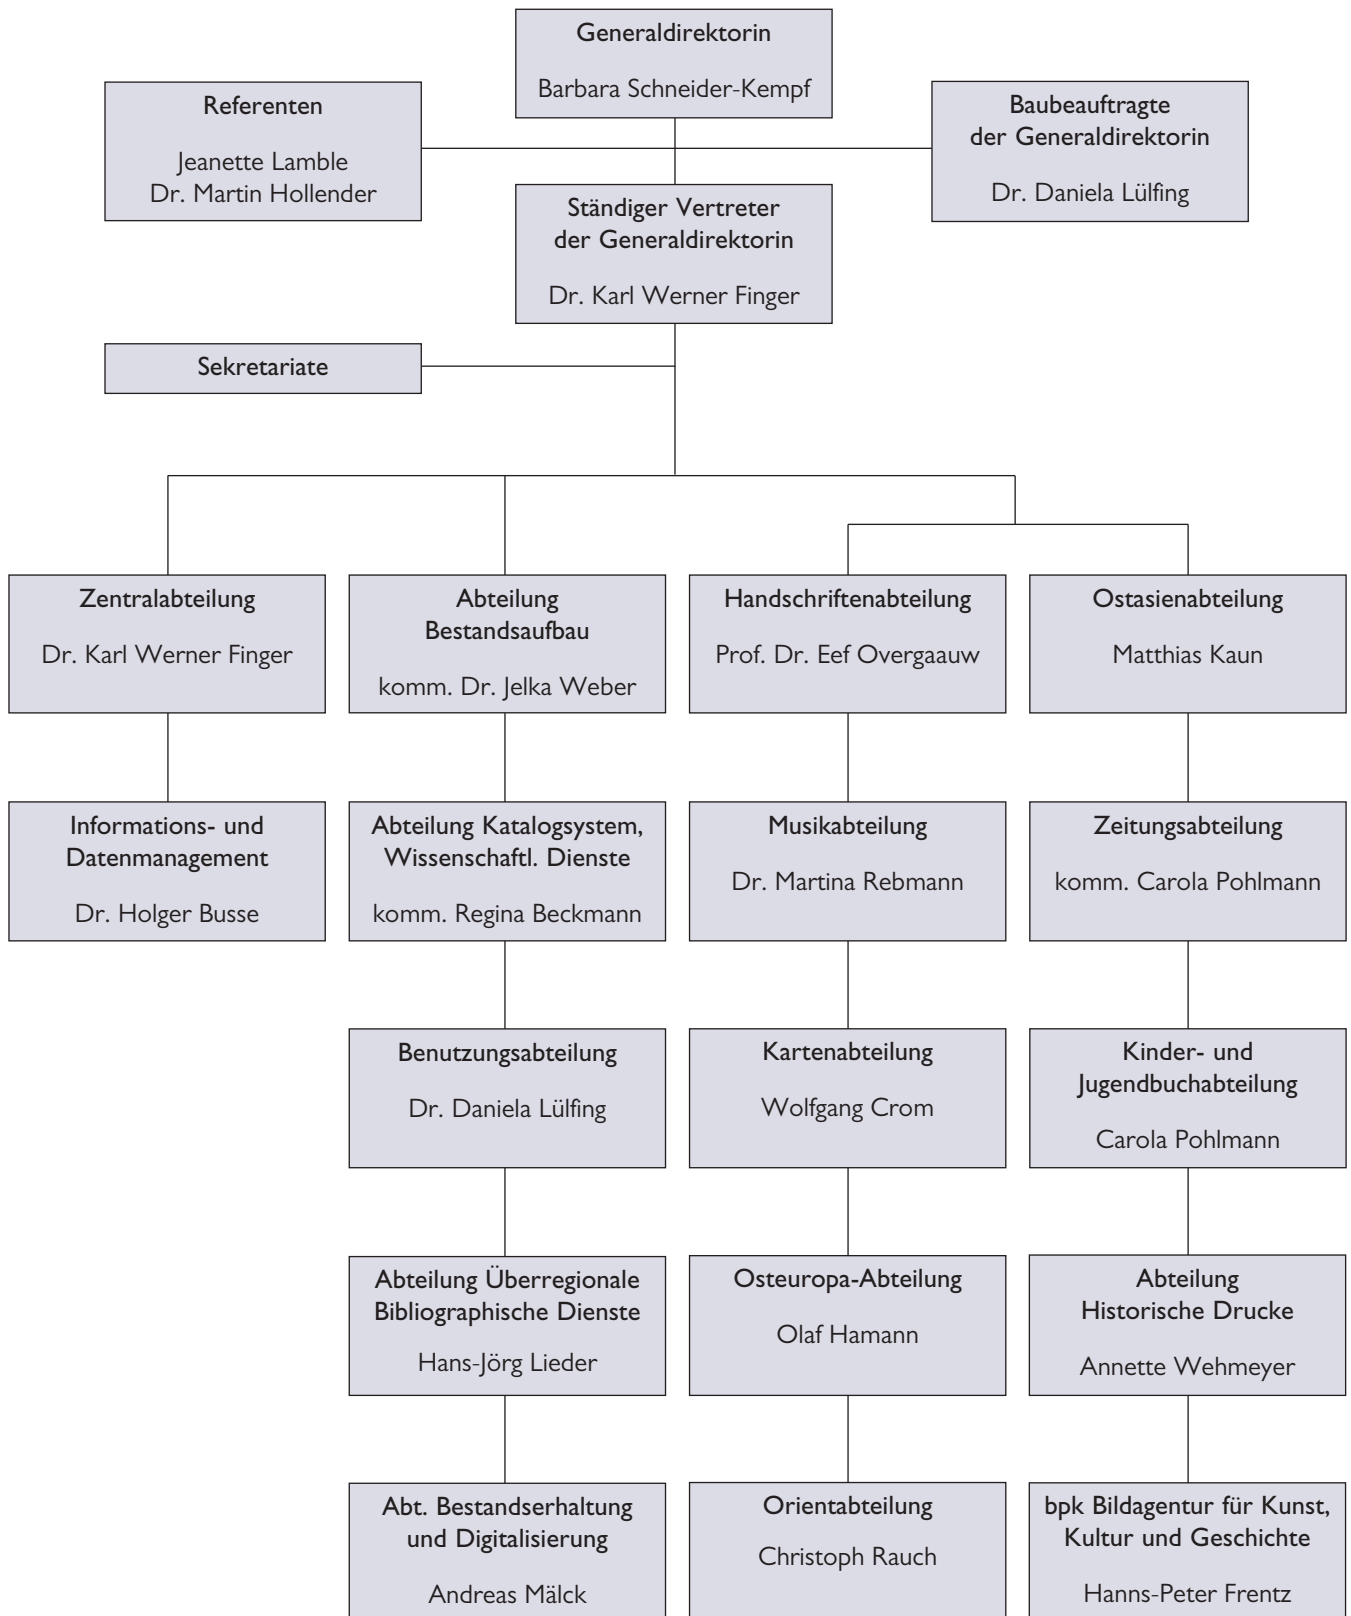 Generaldirektorin
Barbara Schneider-Kempf
Referenten
Jeanette Lamble
Dr. Martin Hollender
Baubeauftragte
der Generaldirektorin
Dr. Daniela Lülfing
Ständiger Vertreter
der Generaldirektorin
Dr. Karl Werner Finger
Sekretariate
Zentralabteilung
Dr. Karl Werner Finger
Abteilung
Bestandsaufbau
komm. Dr. Jelka Weber
Handschriftenabteilung
Prof. Dr. Eef Overgaauw
Ostasienabteilung
Matthias Kaun
Informations- und
Datenmanagement
Dr. Holger Busse
Abteilung Katalogsystem,
Wissenschaftl. Dienste
komm. Regina Beckmann
Musikabteilung
Dr. Martina Rebmann
Zeitungsabteilung
komm. Carola Pohlmann
Benutzungsabteilung
Dr. Daniela Lülfing
Kartenabteilung
Wolfgang Crom
Kinder- und
Jugendbuchabteilung
Carola Pohlmann
Abteilung Überregionale
Bibliographische Dienste
Hans-Jörg Lieder
Osteuropa-Abteilung
Olaf Hamann
Abteilung
Historische Drucke
Annette Wehmeyer
Abt. Bestandserhaltung
und Digitalisierung
Andreas Mälck
Orientabteilung
Christoph Rauch
bpk Bildagentur für Kunst,
Kultur und Geschichte
Hanns-Peter Frentz